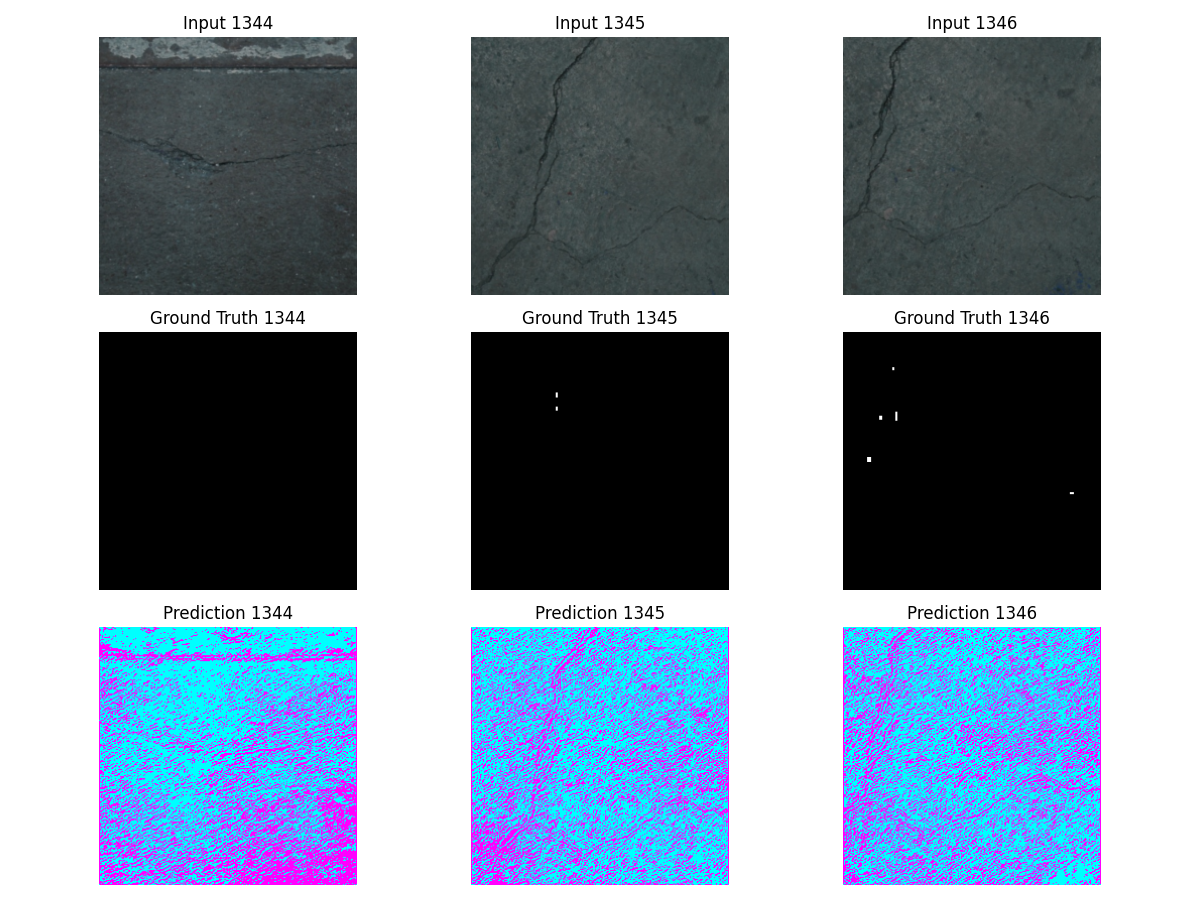 Input 1344
Input 1345
Input 1346
Ground Truth 1344
Ground Truth 1345
Ground Truth 1346
Prediction 1344
Prediction 1345
Prediction 1346